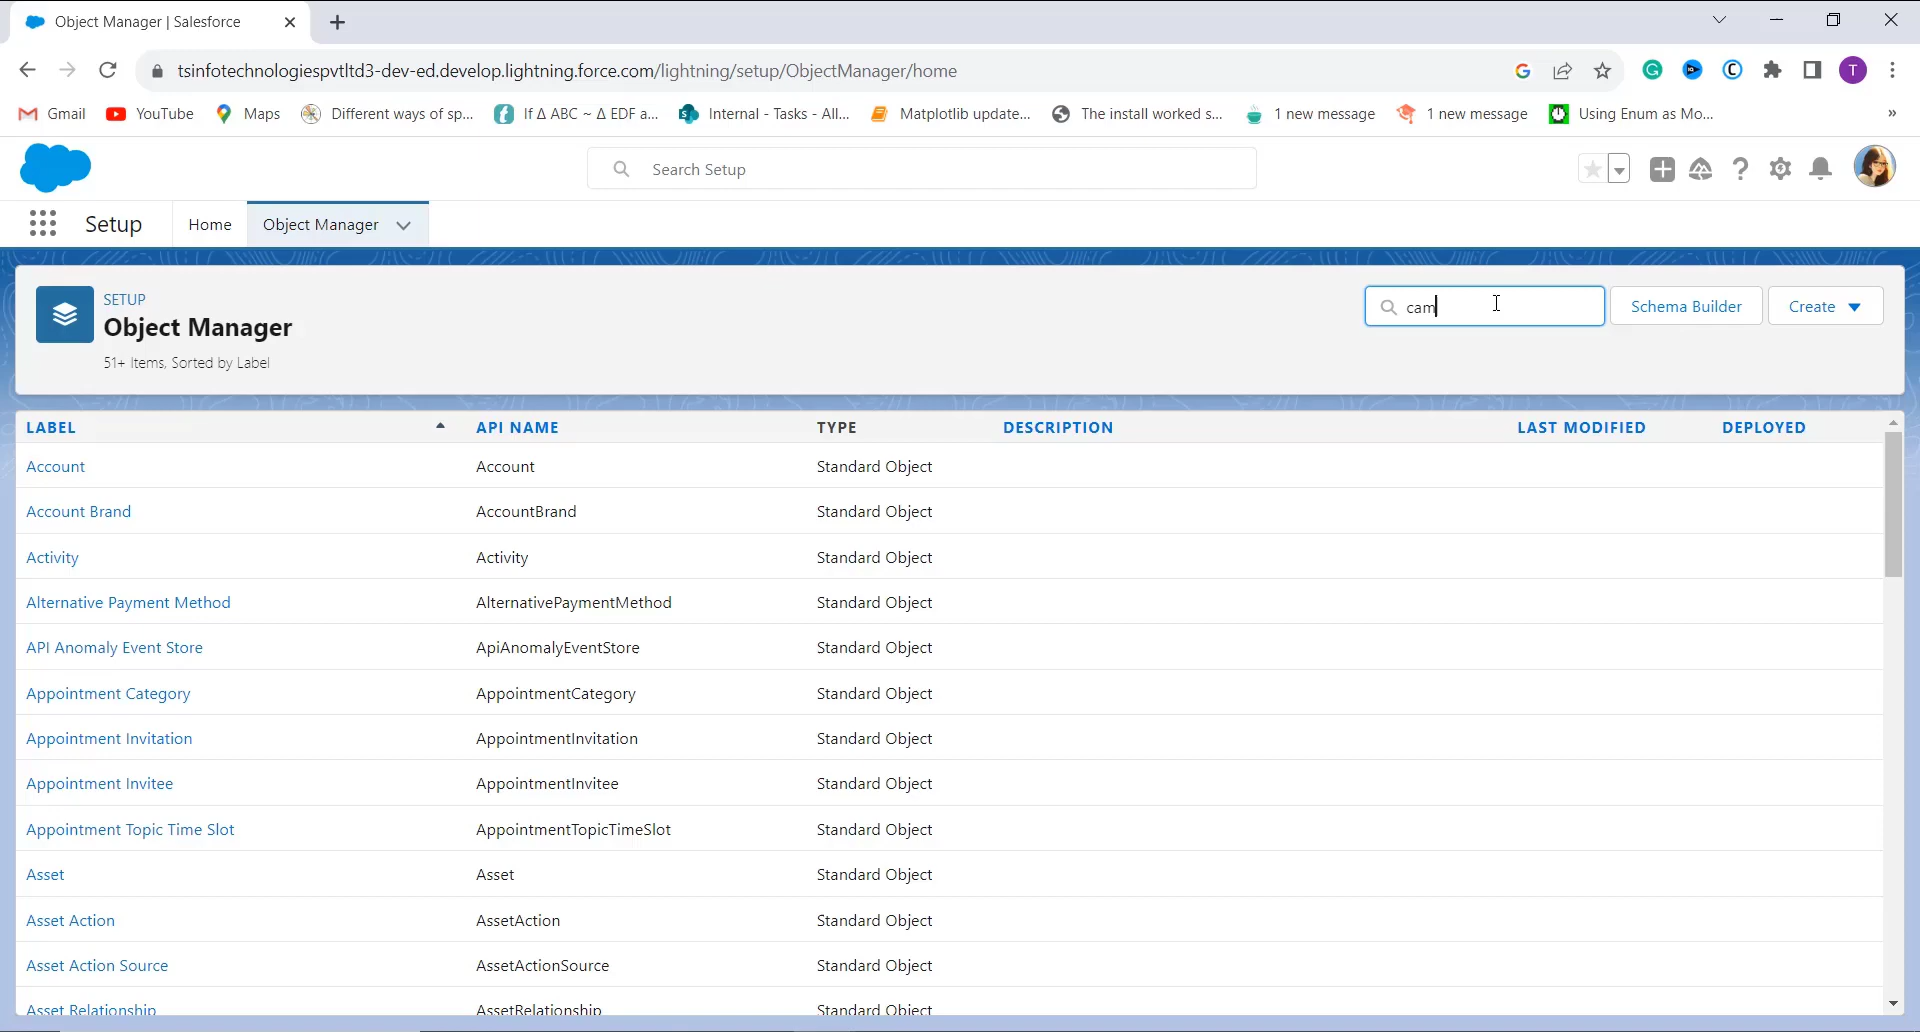 Object Manager | Salesforce
tsinfotechnologiespvtltd3-dev-ed.develop.lightning.force.com/lightning/setup/ObjectManager/home
T
Gmail YouTube Maps Different ways of sp... If Δ ABC ~ Δ EDF a... Internal - Tasks - All... Matplotlib update... The install worked s... 1 new message 1 new message Using Enum as Mo... »
Search Setup
Setup Home Object Manager
SETUP
Object Manager
51+ Items, Sorted by Label
cam Schema Builder Create
LABEL API NAME TYPE DESCRIPTION LAST MODIFIED DEPLOYED
Account Account Standard Object
Account Brand AccountBrand Standard Object
Activity Activity Standard Object
Alternative Payment Method AlternativePaymentMethod Standard Object
API Anomaly Event Store ApiAnomalyEventStore Standard Object
Appointment Category AppointmentCategory Standard Object
Appointment Invitation AppointmentInvitation Standard Object
Appointment Invitee AppointmentInvitee Standard Object
Appointment Topic Time Slot AppointmentTopicTimeSlot Standard Object
Asset Asset Standard Object
Asset Action AssetAction Standard Object
Asset Action Source AssetActionSource Standard Object
Asset Relationship AssetRelationship Standard Object